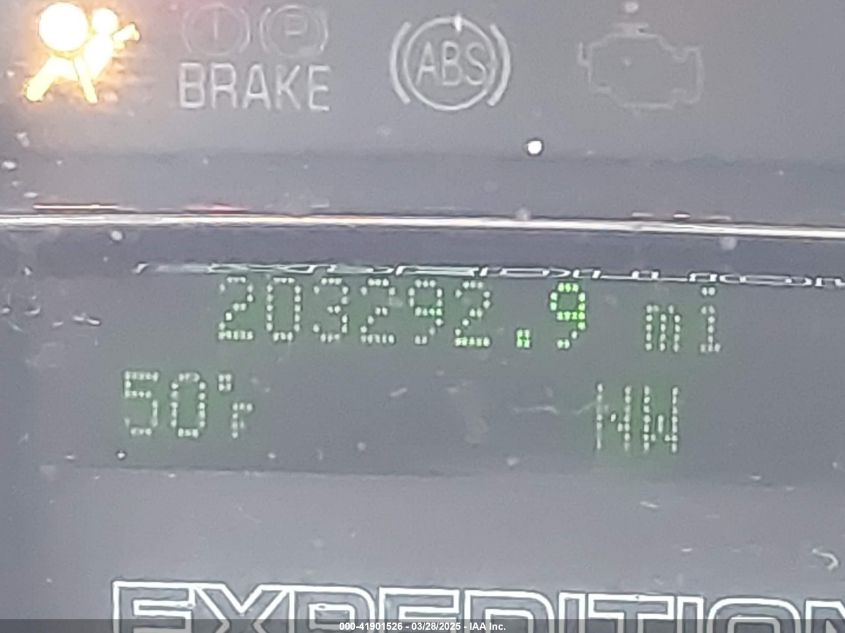 BRAKE ABS
203292.9 mi
50°F NW
EXPEDITION
000-41901526 - 03/28/2025 - IAA Inc.